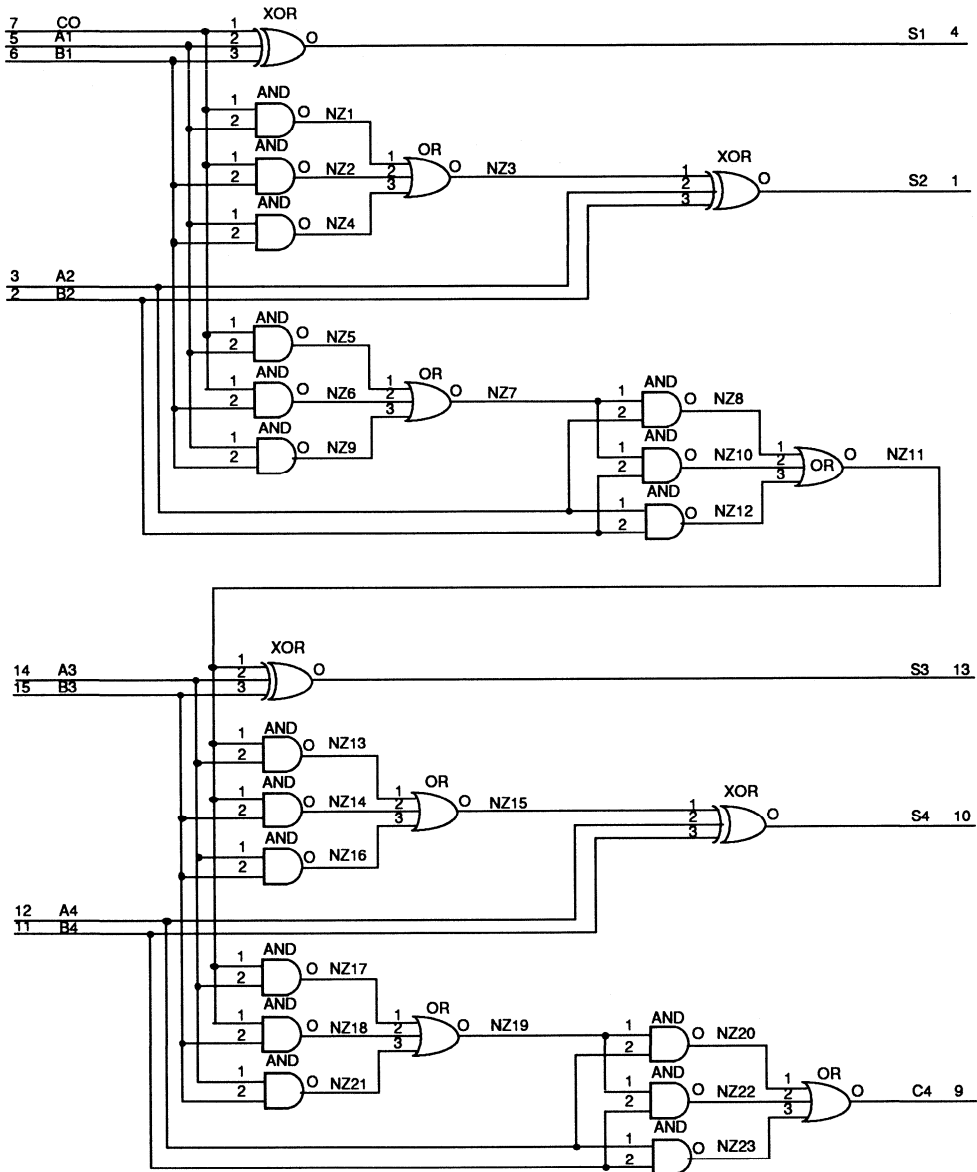 XOR
7 CO 1 O S1 4
5 A1 2
6 B1 3
AND
1 O NZ1
2
AND
OR
XOR
1 O NZ2 1 2 3 O NZ3 1 2 3 O S2 1
2
AND
1 O NZ4
2
3 A2
2 B2
AND
1 O NZ5
2
AND
OR
1 O NZ6 1 2 3 O NZ7
2
AND
1 O NZ9
2
AND
1 O NZ8
2
AND
1 O NZ10 1 2 3 OR O NZ11
2
AND
1 O NZ12
2
XOR
14 A3 1 O S3 13
15 B3 2
3
AND
1 O NZ13
2
AND
OR
XOR
1 O NZ14 1 2 3 O NZ15 1 2 3 O S4 10
2
AND
1 O NZ16
2
12 A4
11 B4
AND
1 O NZ17
2
AND
OR
1 O NZ18 1 2 3 O NZ19
2
AND
1 O NZ21
2
AND
1 O NZ20
2
AND
OR
1 O NZ22 1 2 3 O C4 9
2
AND
1 O NZ23
2